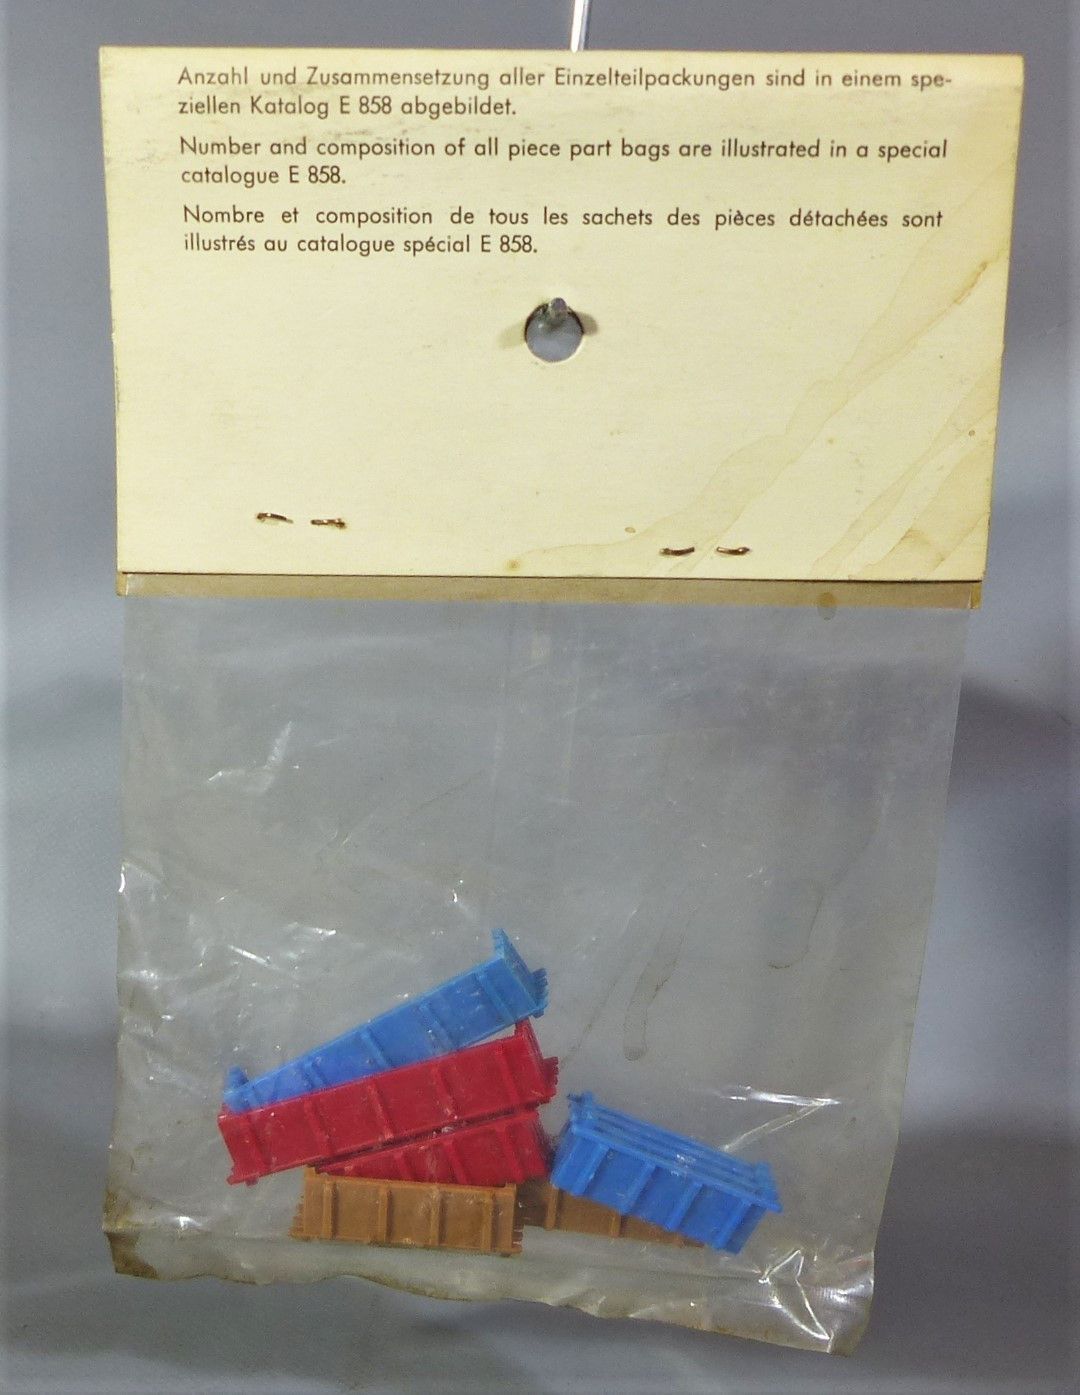 Anzahl und Zusammensetzung aller Einzelteilpackungen sind in einem spe-
ziellen Katalog E 858 abgebildet.
Number and composition of all piece part bags are illustrated in a special
catalogue E 858.
Nombre et composition de tous les sachets des pièces détachées sont
illustrés au catalogue spécial E 858.